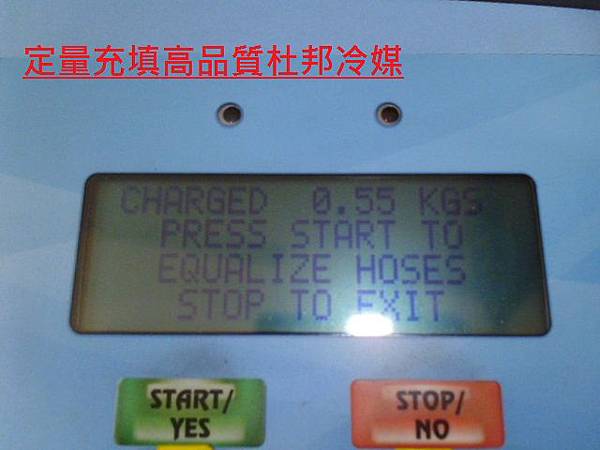 定量充填高品質杜邦冷媒
CHARGED 0.55 KGS
PRESS START TO
EQUALIZE HOSES
STOP TO EXIT
START/
YES
STOP/
NO